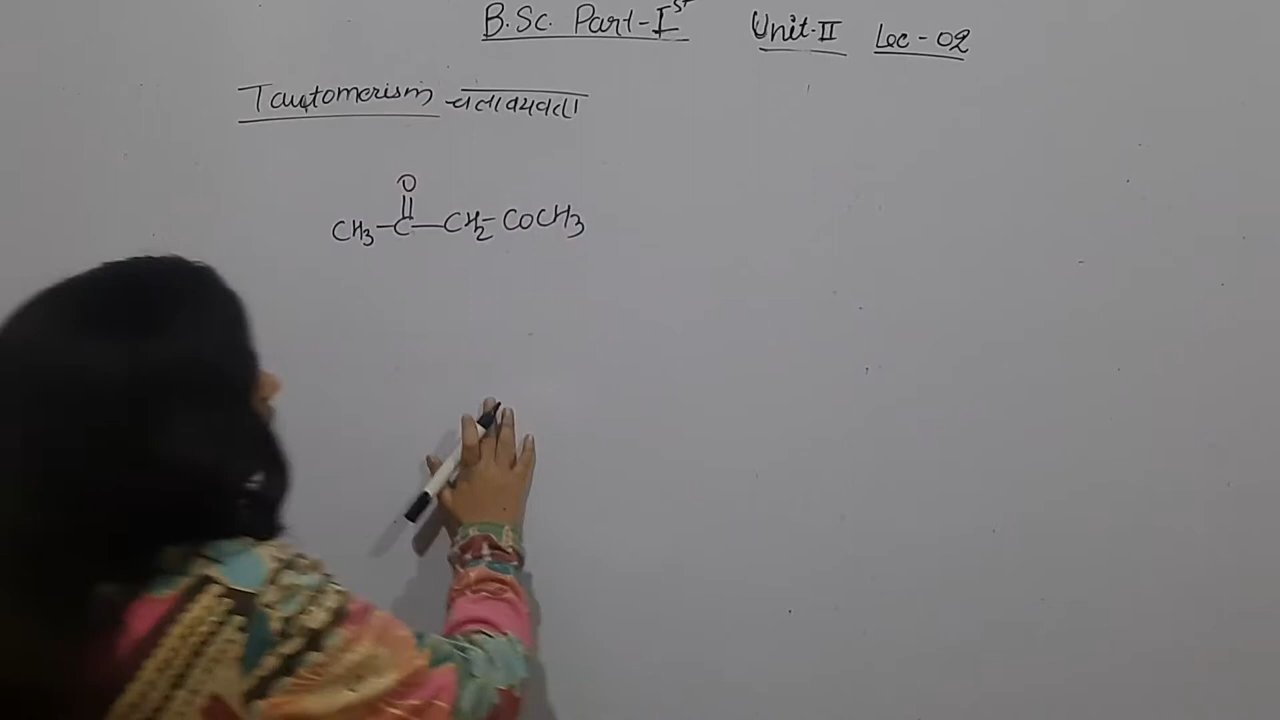 B.Sc. Part-Ist Unit-II Lec-02
Tautomerism चलावयवता
O
||
CH3-C-CH2-COCH3